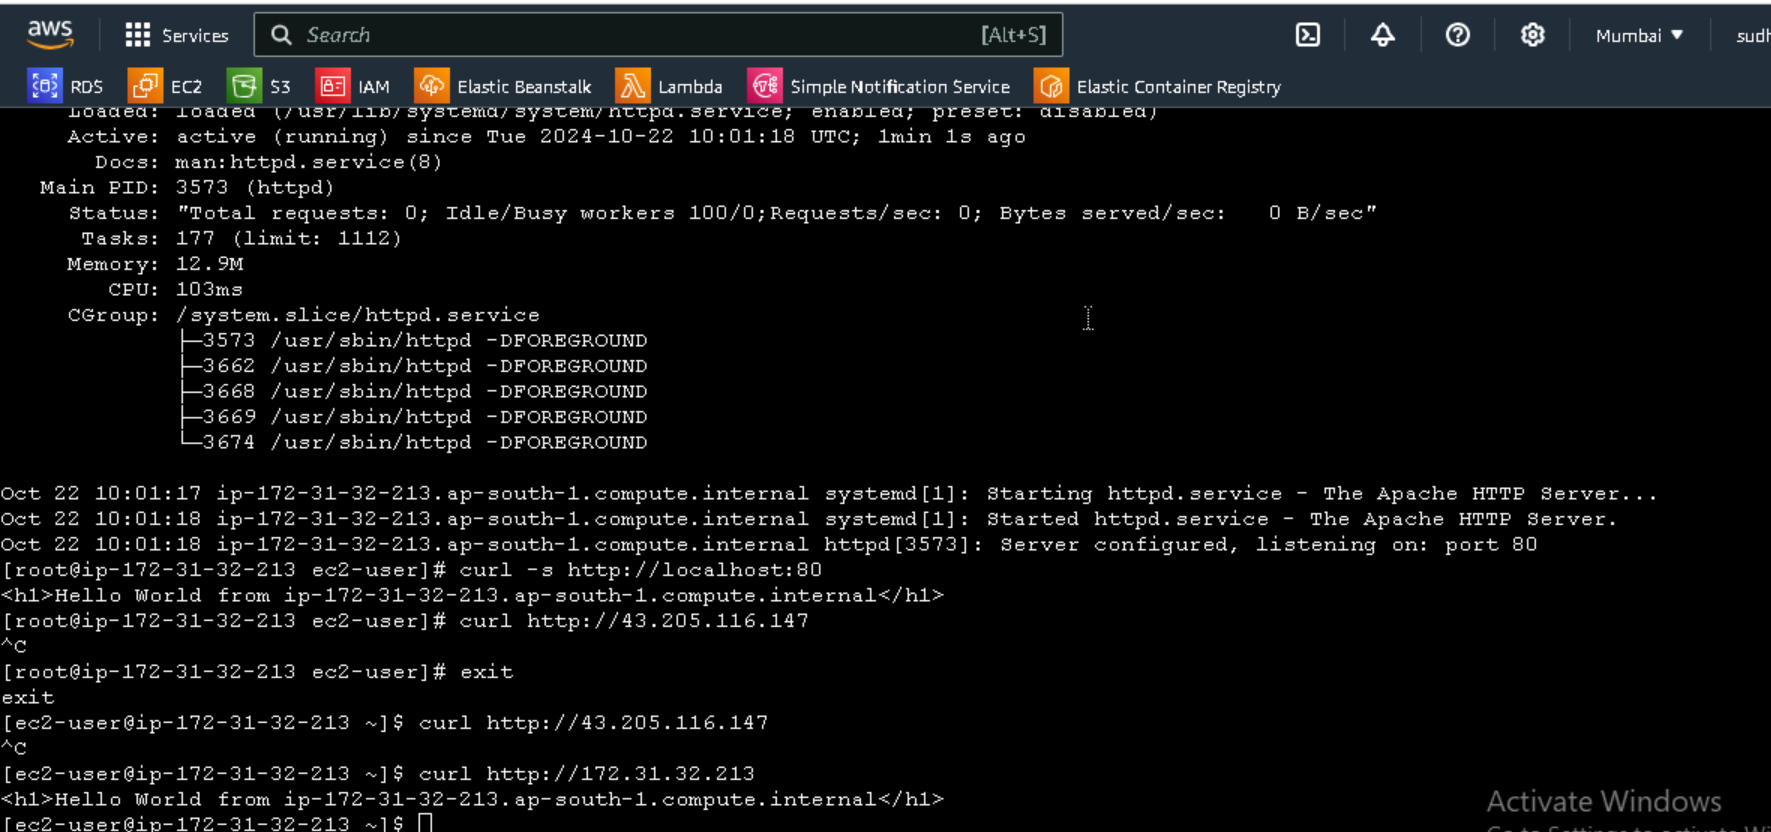 aws Services Search [Alt+S] Mumbai ▼ sudh
RDS EC2 S3 IAM Elastic Beanstalk Lambda Simple Notification Service Elastic Container Registry
Loaded: loaded (/usr/lib/systemd/system/httpd.service; enabled; preset: disabled)
Active: active (running) since Tue 2024-10-22 10:01:18 UTC; 1min 1s ago
Docs: man:httpd.service(8)
Main PID: 3573 (httpd)
Status: "Total requests: 0; Idle/Busy workers 100/0;Requests/sec: 0; Bytes served/sec:   0 B/sec"
Tasks: 177 (limit: 1112)
Memory: 12.9M
CPU: 103ms
CGroup: /system.slice/httpd.service
├─3573 /usr/sbin/httpd -DFOREGROUND
├─3662 /usr/sbin/httpd -DFOREGROUND
├─3668 /usr/sbin/httpd -DFOREGROUND
├─3669 /usr/sbin/httpd -DFOREGROUND
└─3674 /usr/sbin/httpd -DFOREGROUND
Oct 22 10:01:17 ip-172-31-32-213.ap-south-1.compute.internal systemd[1]: Starting httpd.service - The Apache HTTP Server...
Oct 22 10:01:18 ip-172-31-32-213.ap-south-1.compute.internal systemd[1]: Started httpd.service - The Apache HTTP Server.
Oct 22 10:01:18 ip-172-31-32-213.ap-south-1.compute.internal httpd[3573]: Server configured, listening on: port 80
[root@ip-172-31-32-213 ec2-user]# curl -s http://localhost:80
<h1>Hello World from ip-172-31-32-213.ap-south-1.compute.internal</h1>
[root@ip-172-31-32-213 ec2-user]# curl http://43.205.116.147
^C
[root@ip-172-31-32-213 ec2-user]# exit
exit
[ec2-user@ip-172-31-32-213 ~]$ curl http://43.205.116.147
^C
[ec2-user@ip-172-31-32-213 ~]$ curl http://172.31.32.213
<h1>Hello World from ip-172-31-32-213.ap-south-1.compute.internal</h1>
[ec2-user@ip-172-31-32-213 ~]$
Activate Windows